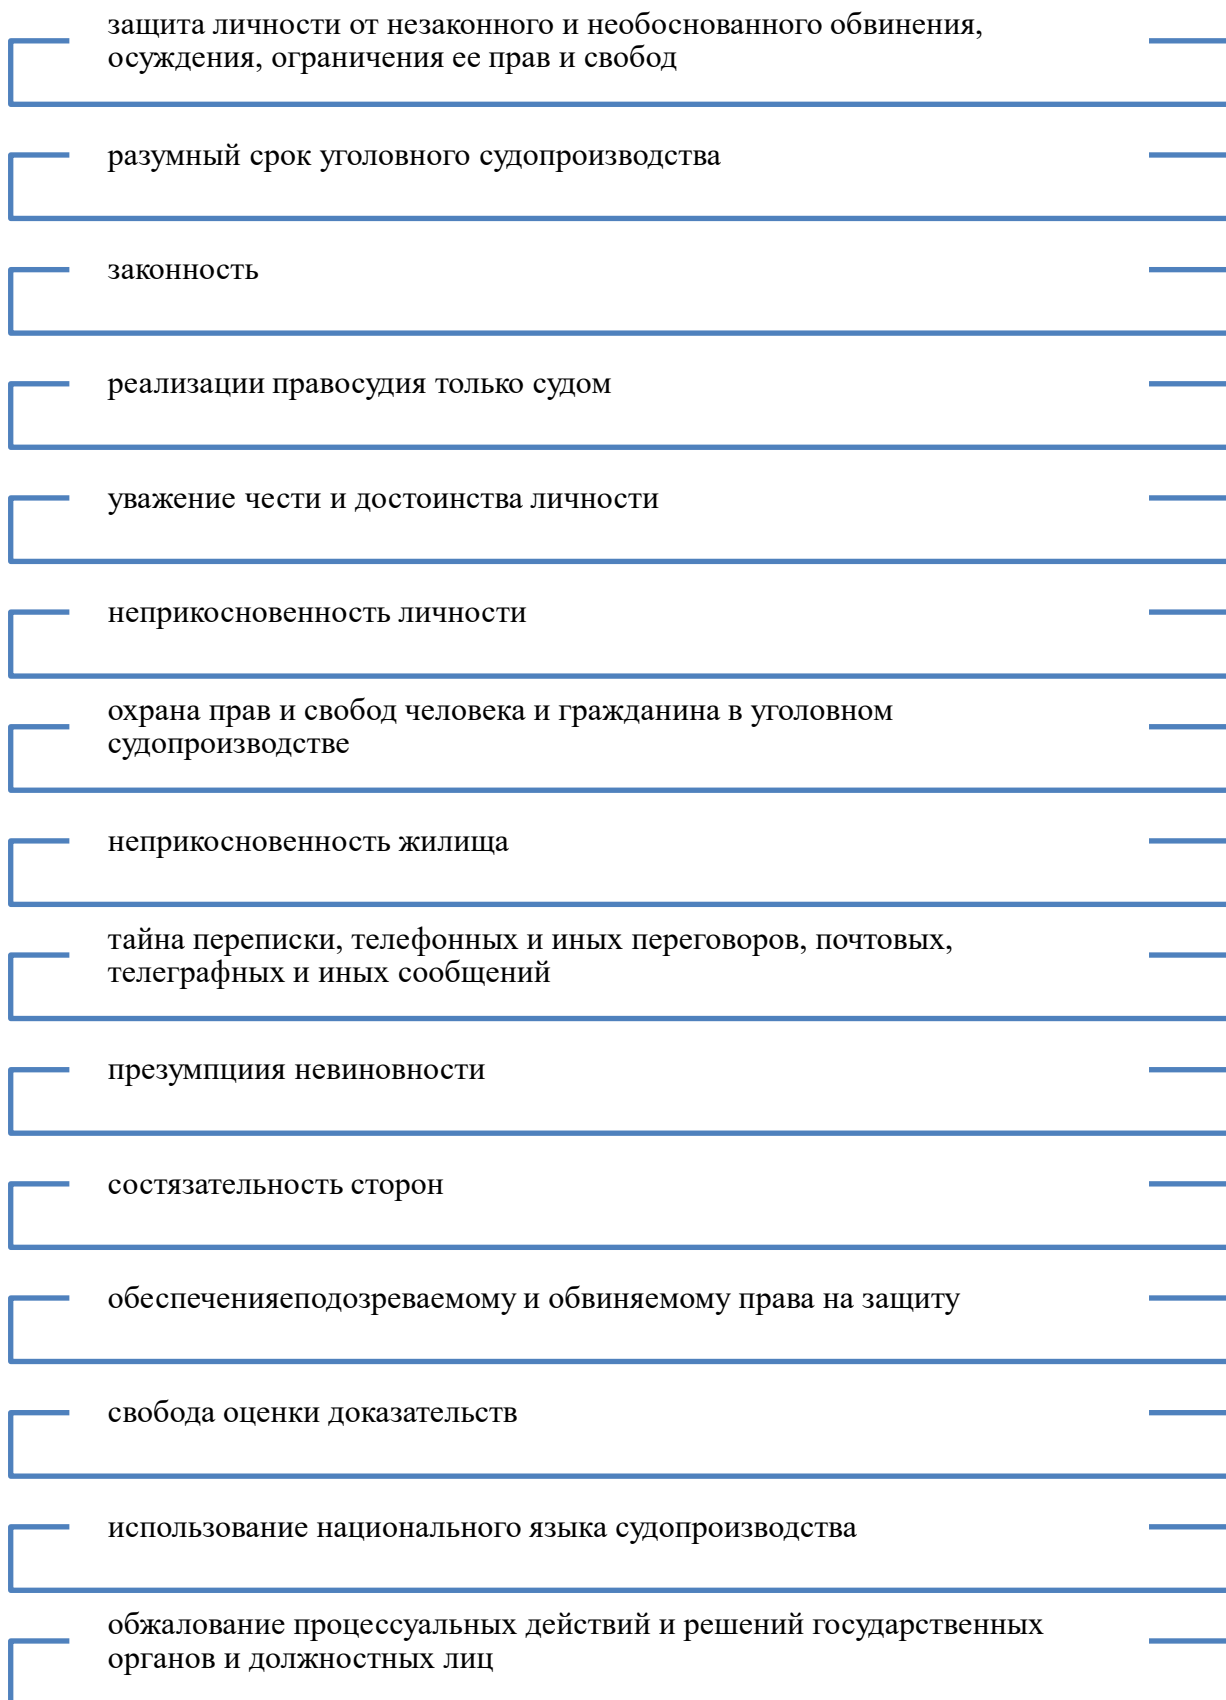 защита личности от незаконного и необоснованного обвинения,
осуждения, ограничения ее прав и свобод
разумный срок уголовного судопроизводства
законность
реализации правосудия только судом
уважение чести и достоинства личности
неприкосновенность личности
охрана прав и свобод человека и гражданина в уголовном
судопроизводстве
неприкосновенность жилища
тайна переписки, телефонных и иных переговоров, почтовых,
телеграфных и иных сообщений
презумпциия невиновности
состязательность сторон
обеспеченияеподозреваемому и обвиняемому права на защиту
свобода оценки доказательств
использование национального языка судопроизводства
обжалование процессуальных действий и решений государственных
органов и должностных лиц